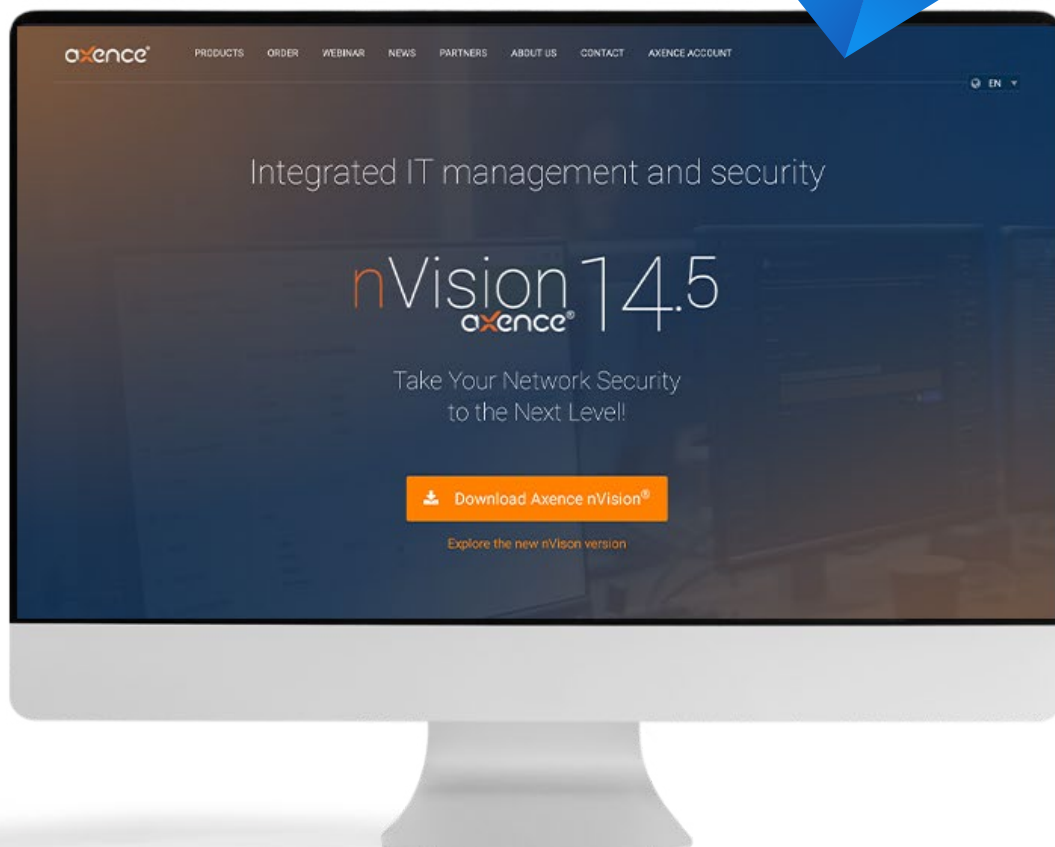 axence®
PRODUCTS ORDER WEBINAR NEWS PARTNERS ABOUT US CONTACT AXENCE ACCOUNT
EN
Integrated IT management and security
nVision 14.5
axence®
Take Your Network Security
to the Next Level!
Download Axence nVision®
Explore the new nVison version